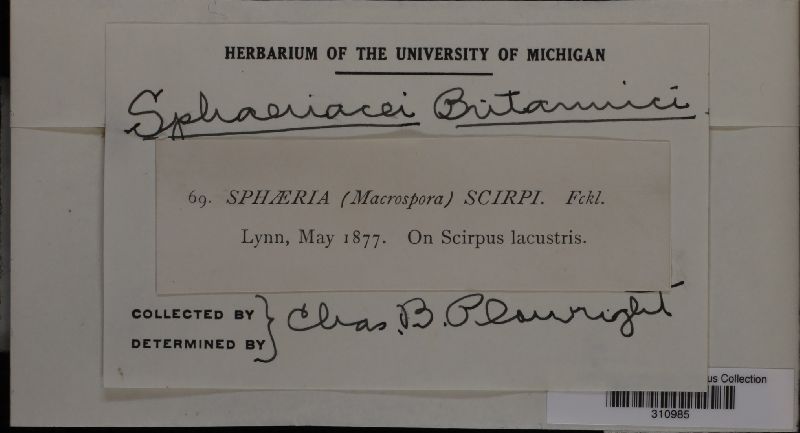 HERBARIUM OF THE UNIVERSITY OF MICHIGAN
Sphaeriacei Britannici.
69. SPHÆRIA (Macrospora) SCIRPI. Fckl.
Lynn, May 1877. On Scirpus lacustris.
COLLECTED BY } Chas. B. Plowright
DETERMINED BY
us Collection
310985